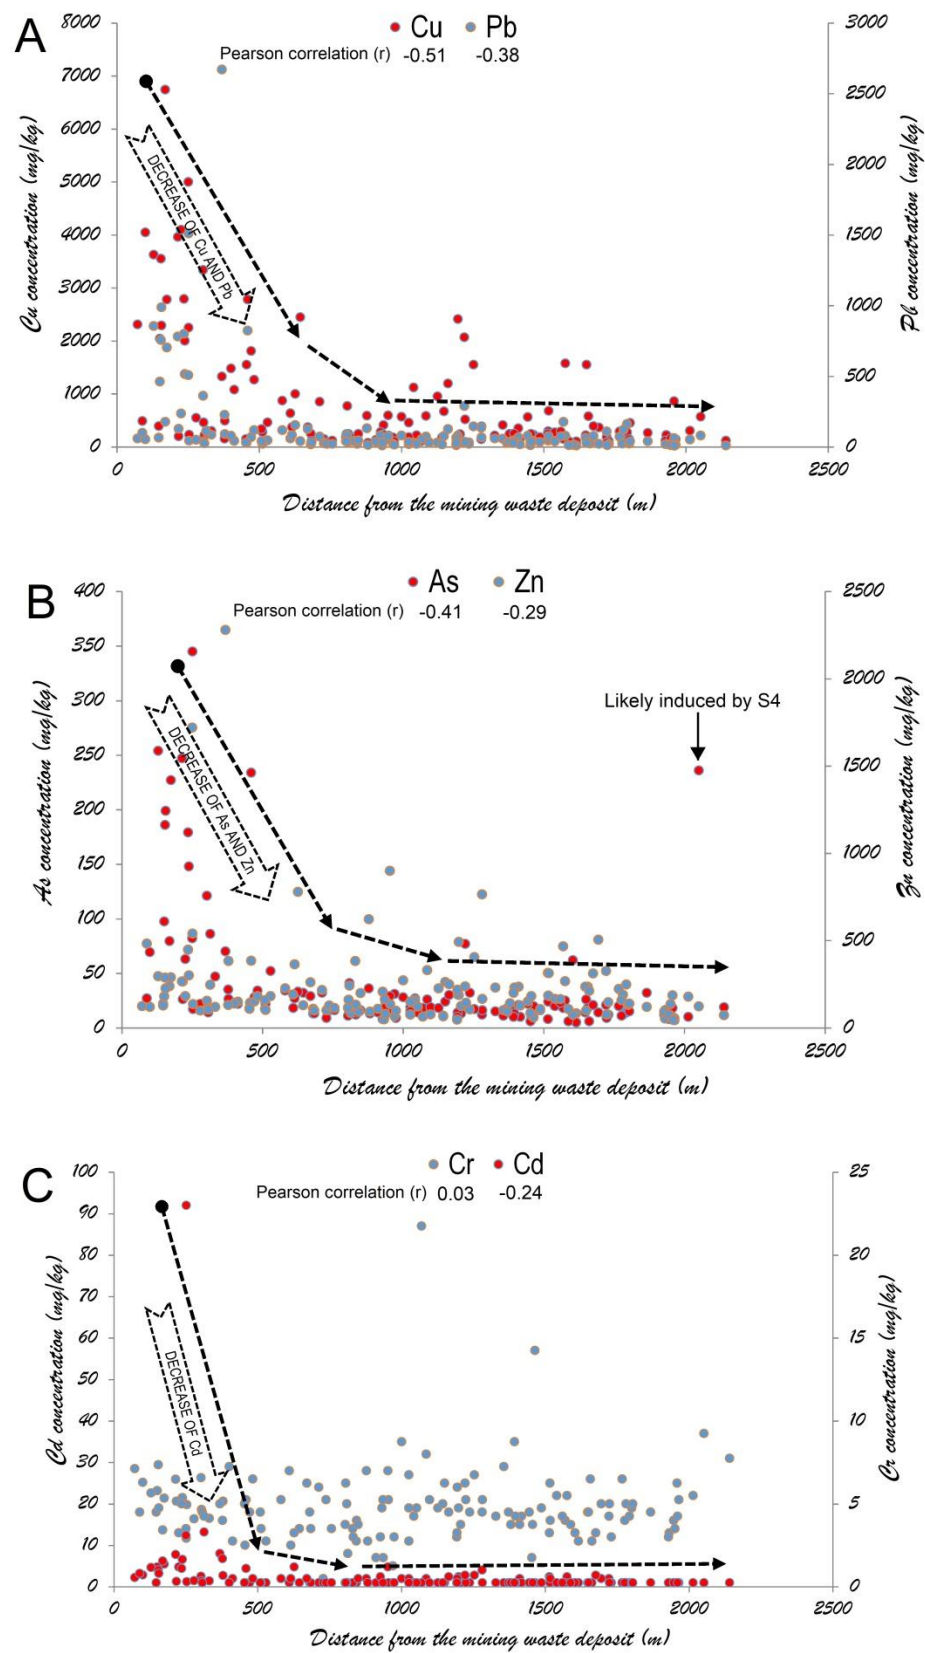 A
Cu Pb
Pearson correlation (r) -0.51 -0.38
8000
7000
6000
5000
4000
3000
2000
1000
0
Cu concentration (mg/kg)
3000
2500
2000
1500
1000
500
0
Pb concentration (mg/kg)
DECREASE OF Cu AND Pb
0 500 1000 1500 2000 2500
Distance from the mining waste deposit (m)
B
As Zn
Pearson correlation (r) -0.41 -0.29
400
350
300
250
200
150
100
50
0
As concentration (mg/kg)
2500
2000
1500
1000
500
0
Zn concentration (mg/kg)
Likely induced by S4
DECREASE OF As AND Zn
0 500 1000 1500 2000 2500
Distance from the mining waste deposit (m)
C
Cr Cd
Pearson correlation (r) 0.03 -0.24
100
90
80
70
60
50
40
30
20
10
0
Cd concentration (mg/kg)
25
20
15
10
5
0
Cr concentration (mg/kg)
DECREASE OF Cd
0 500 1000 1500 2000 2500
Distance from the mining waste deposit (m)